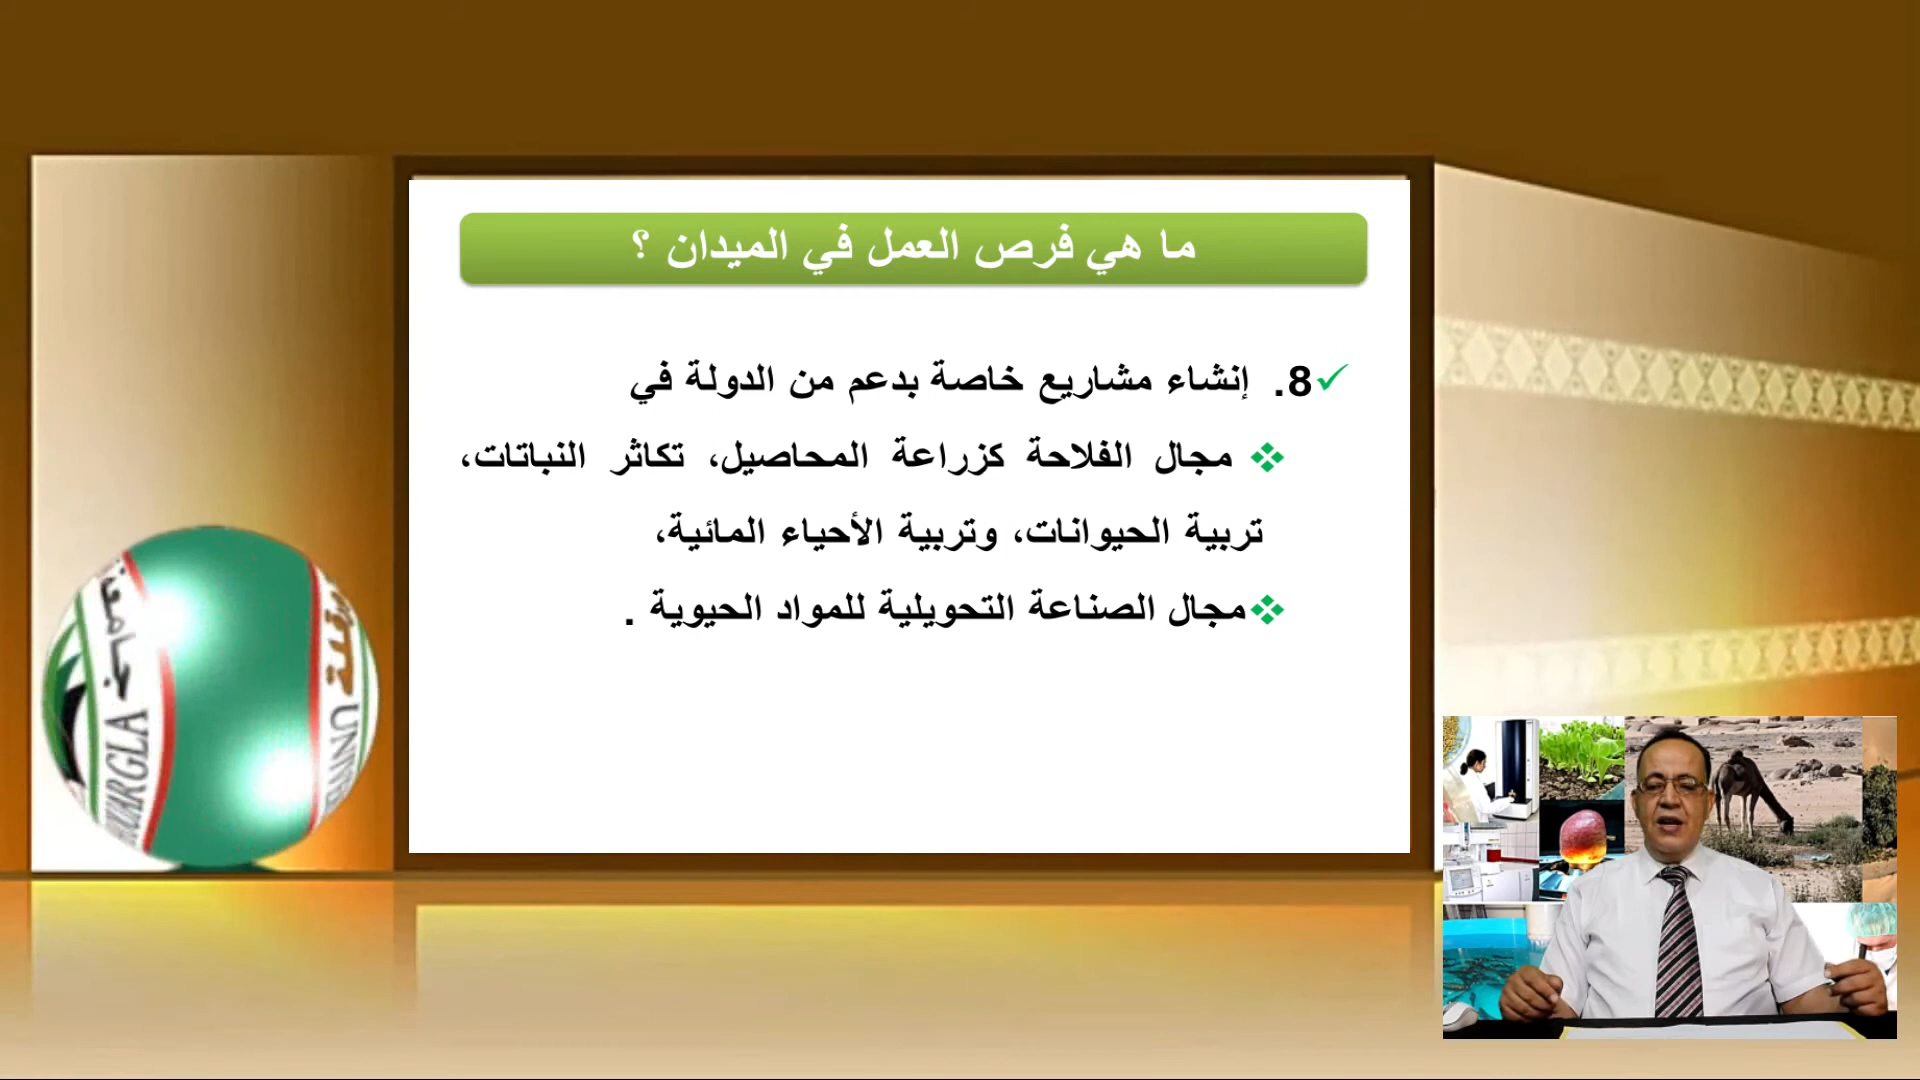 ما هي فرص العمل في الميدان ؟
✓8. إنشاء مشاريع خاصة بدعم من الدولة في
❖ مجال الفلاحة كزراعة المحاصيل، تكاثر النباتات،
تربية الحيوانات، وتربية الأحياء المائية،
❖مجال الصناعة التحويلية للمواد الحيوية .
جامعة